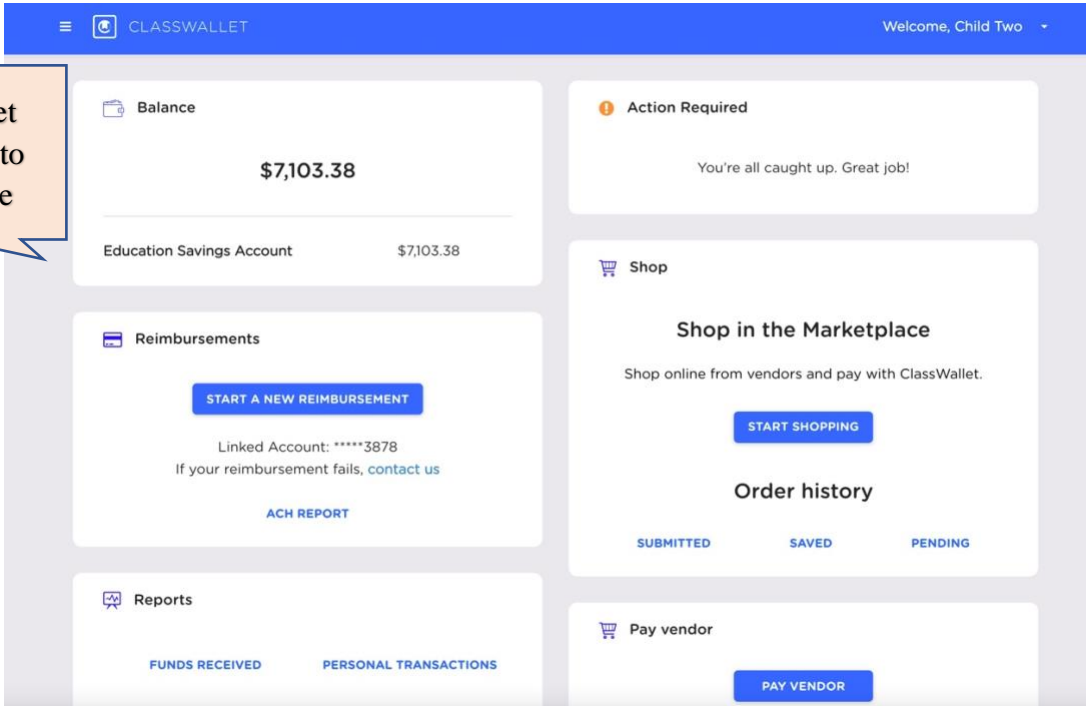 CLASSWALLET
Welcome, Child Two
et
to
e
Balance
$7,103.38
Education Savings Account $7,103.38
Reimbursements
START A NEW REIMBURSEMENT
Linked Account: *****3878
If your reimbursement fails, contact us
ACH REPORT
Reports
FUNDS RECEIVED PERSONAL TRANSACTIONS
Action Required
You're all caught up. Great job!
Shop
Shop in the Marketplace
Shop online from vendors and pay with ClassWallet.
START SHOPPING
Order history
SUBMITTED SAVED PENDING
Pay vendor
PAY VENDOR